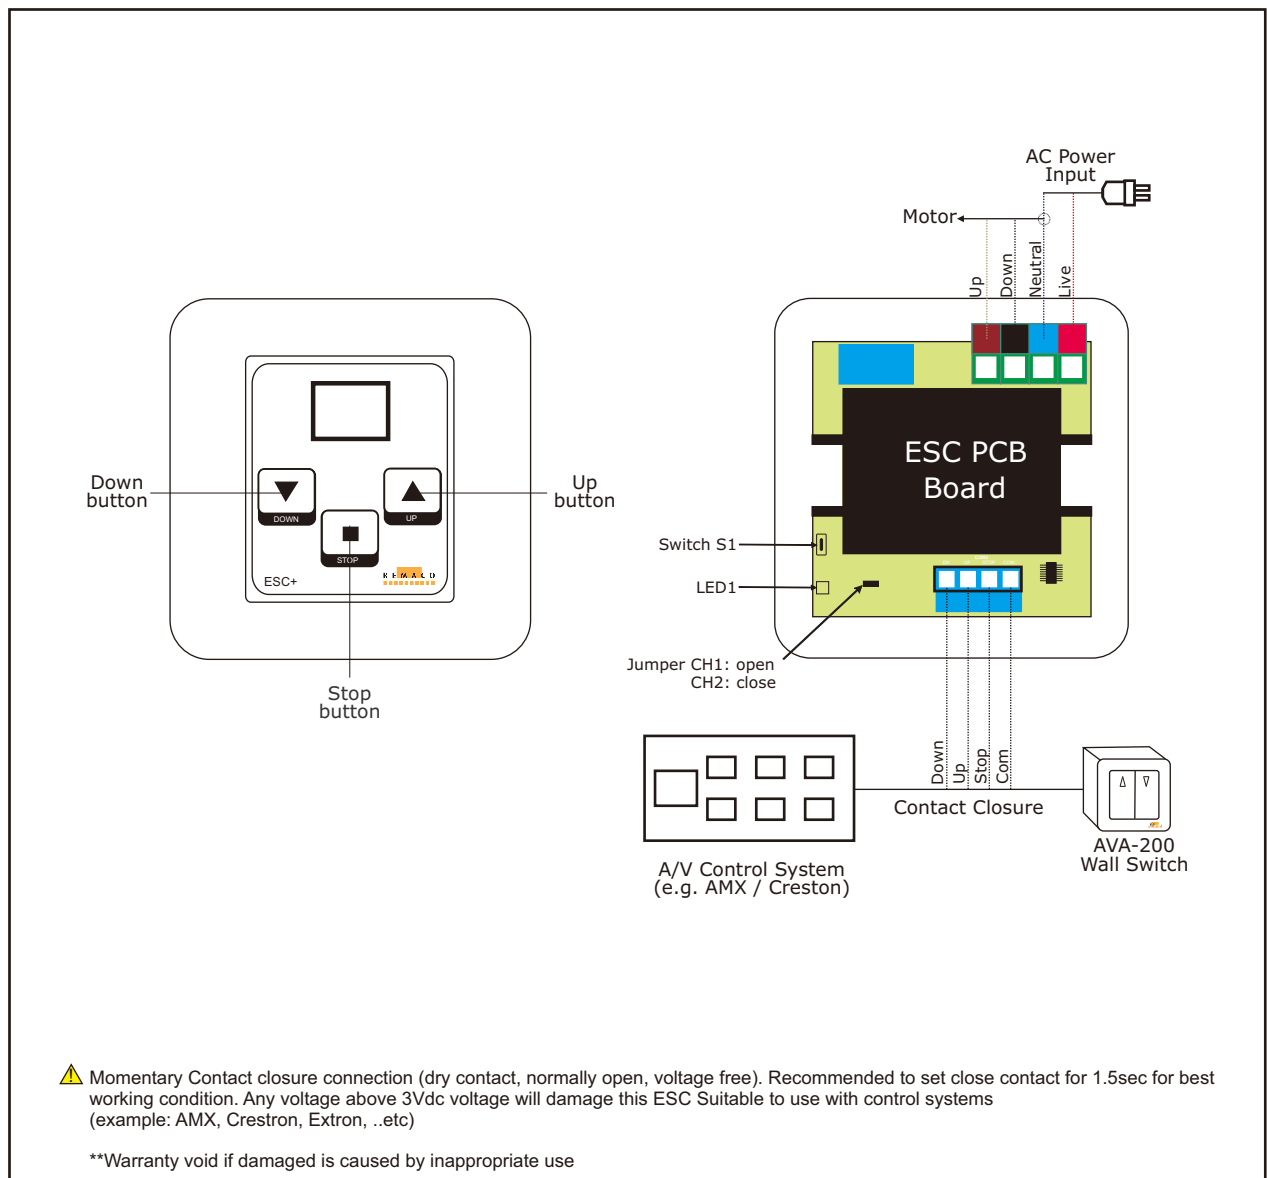 AC Power
Input
Motor
Up
Down
Neutral
Live
ESC PCB
Board
Down
button
Up
button
DOWN
UP
STOP
ESC+
REMACO
Stop
button
Switch S1
LED1
Jumper CH1: open
CH2: close
Down
Up
Stop
Com
Contact Closure
A/V Control System
(e.g. AMX / Creston)
AVA-200
Wall Switch
Momentary Contact closure connection (dry contact, normally open, voltage free). Recommended to set close contact for 1.5sec for best
working condition. Any voltage above 3Vdc voltage will damage this ESC Suitable to use with control systems
(example: AMX, Crestron, Extron, ..etc)
**Warranty void if damaged is caused by inappropriate use